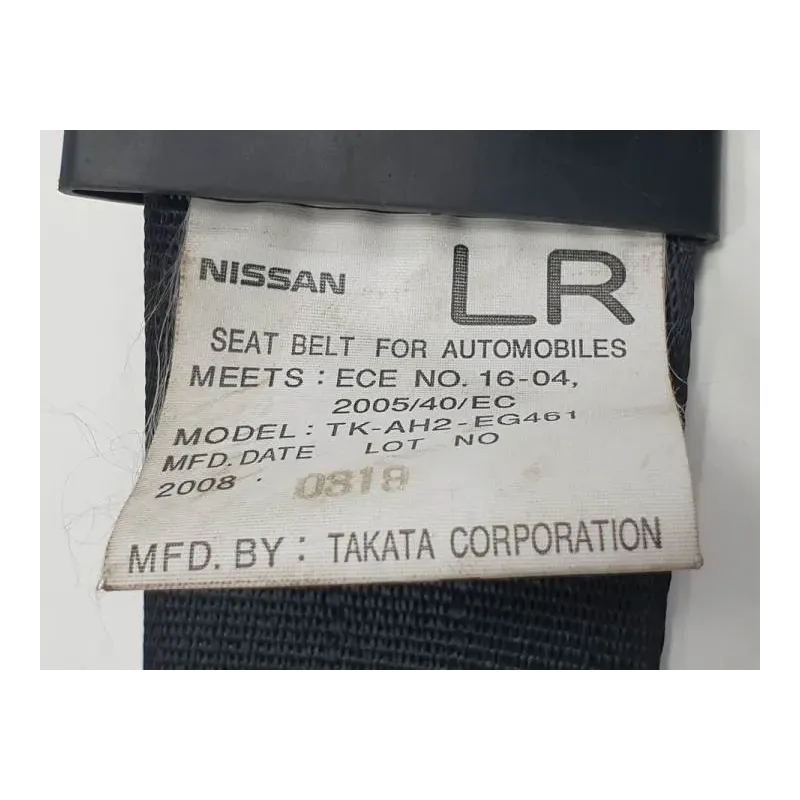 NISSAN LR
SEAT BELT FOR AUTOMOBILES
MEETS : ECE NO. 16-04,
2005/40/EC
MODEL : TK-AH2-EG461
MFD. DATE LOT NO
2008 . 0819
MFD. BY : TAKATA CORPORATION